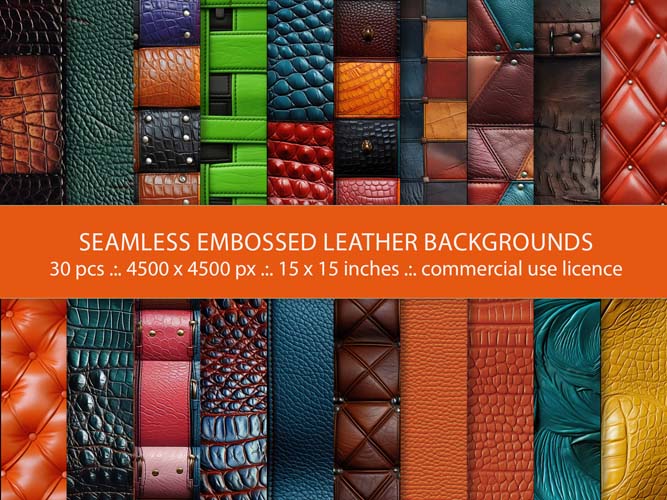 SEAMLESS EMBOSSED LEATHER BACKGROUNDS
30 pcs .:. 4500 x 4500 px .:. 15 x 15 inches .:. commercial use licence